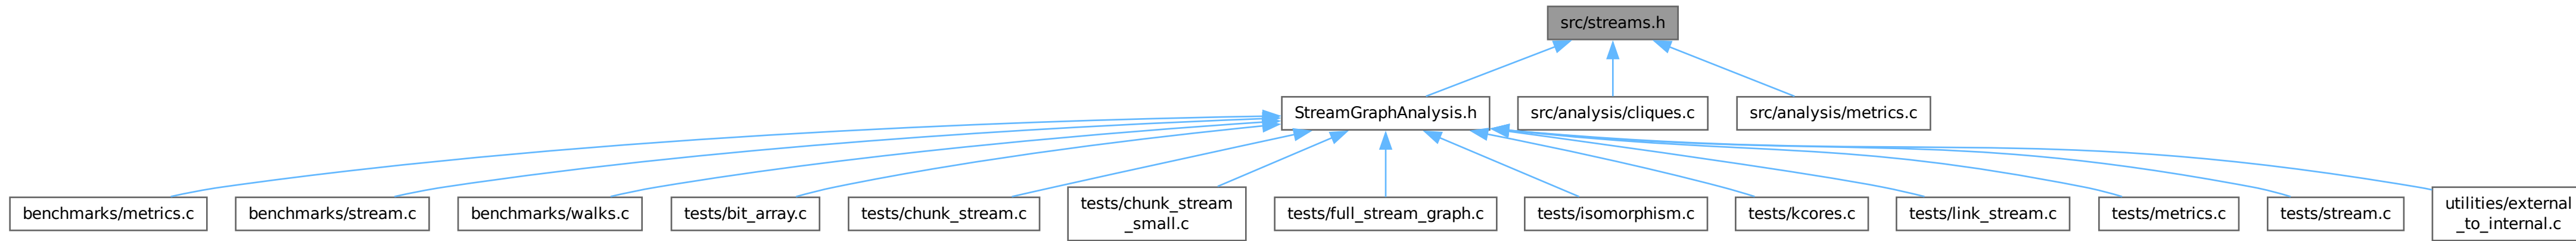 src/streams.h
StreamGraphAnalysis.h
src/analysis/cliques.c
src/analysis/metrics.c
benchmarks/metrics.c
benchmarks/stream.c
benchmarks/walks.c
tests/bit_array.c
tests/chunk_stream.c
tests/chunk_stream
_small.c
tests/full_stream_graph.c
tests/isomorphism.c
tests/kcores.c
tests/link_stream.c
tests/metrics.c
tests/stream.c
utilities/external
_to_internal.c